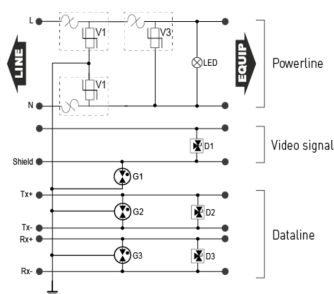 L
V1
V3
LED
LINE
EQUIP
Powerline
V1
N
D1
Video signal
Shield
G1
Tx+
G2
D2
Tx-
Dataline
Rx+
G3
D3
Rx-